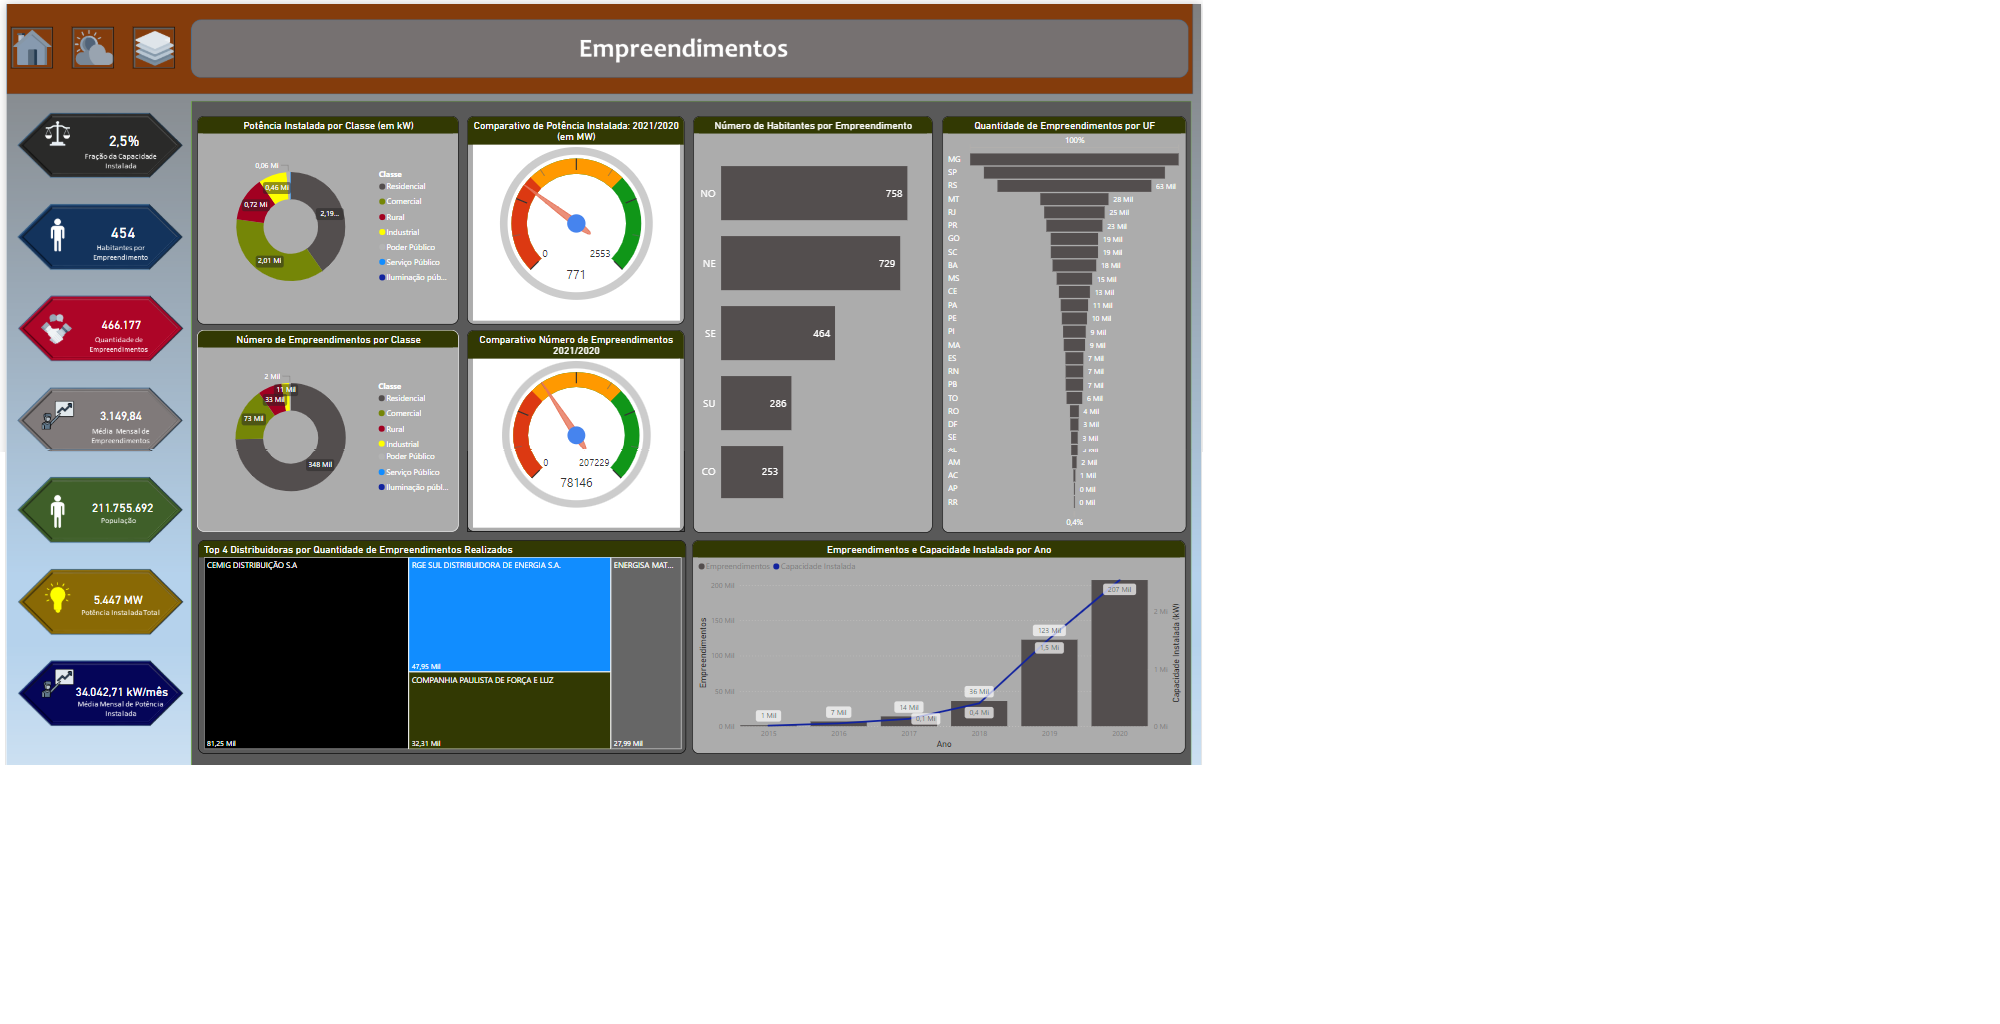 Empreendimentos
2,5%
Fração da Capacidade
Instalada
454
Habitantes por
Empreendimento
466.177
Quantidade de
Empreendimentos
3.149,84
Média Mensal de
Empreendimentos
211.755.692
População
5.447 MW
Potência Instalada Total
34.042,71 kW/mês
Média Mensal de Potência
Instalada
Potência Instalada por Classe (em kW)
0,06 Mi
0,46 Mi
0,72 Mi
2,19...
2,01 Mi
Classe
Residencial
Comercial
Rural
Industrial
Poder Público
Serviço Público
Iluminação púb...
Comparativo de Potência Instalada: 2021/2020
(em MW)
0
2553
771
Número de Empreendimentos por Classe
2 Mil
11 Mil
33 Mil
73 Mil
348 Mil
Classe
Residencial
Comercial
Rural
Industrial
Poder Público
Serviço Público
Iluminação públ...
Comparativo Número de Empreendimentos
2021/2020
0
207229
78146
Número de Habitantes por Empreendimento
NO 758
NE 729
SE 464
SU 286
CO 253
Quantidade de Empreendimentos por UF
100%
MG
SP
RS 63 Mil
MT 28 Mil
RJ 25 Mil
PR 23 Mil
GO 19 Mil
SC 19 Mil
BA 18 Mil
MS 15 Mil
CE 13 Mil
PA 11 Mil
PE 10 Mil
PI 9 Mil
MA 9 Mil
ES 7 Mil
RN 7 Mil
PB 7 Mil
TO 6 Mil
RO 4 Mil
DF 3 Mil
SE 3 Mil
AM 2 Mil
AC 1 Mil
AP 0 Mil
RR 0 Mil
0,4%
Top 4 Distribuidoras por Quantidade de Empreendimentos Realizados
CEMIG DISTRIBUIÇÃO S.A
81,25 Mil
RGE SUL DISTRIBUIDORA DE ENERGIA S.A.
47,95 Mil
COMPANHIA PAULISTA DE FORÇA E LUZ
32,31 Mil
ENERGISA MAT...
27,99 Mil
Empreendimentos e Capacidade Instalada por Ano
Empreendimentos Capacidade Instalada
Empreendimentos
200 Mil
150 Mil
100 Mil
50 Mil
0 Mil
1 Mil
7 Mil
14 Mil
0,1 Mi
36 Mil
0,4 Mi
123 Mil
1,5 Mi
207 Mil
2 Mi
1 Mi
0 Mi
Capacidade Instalada (kW)
2015 2016 2017 2018 2019 2020
Ano